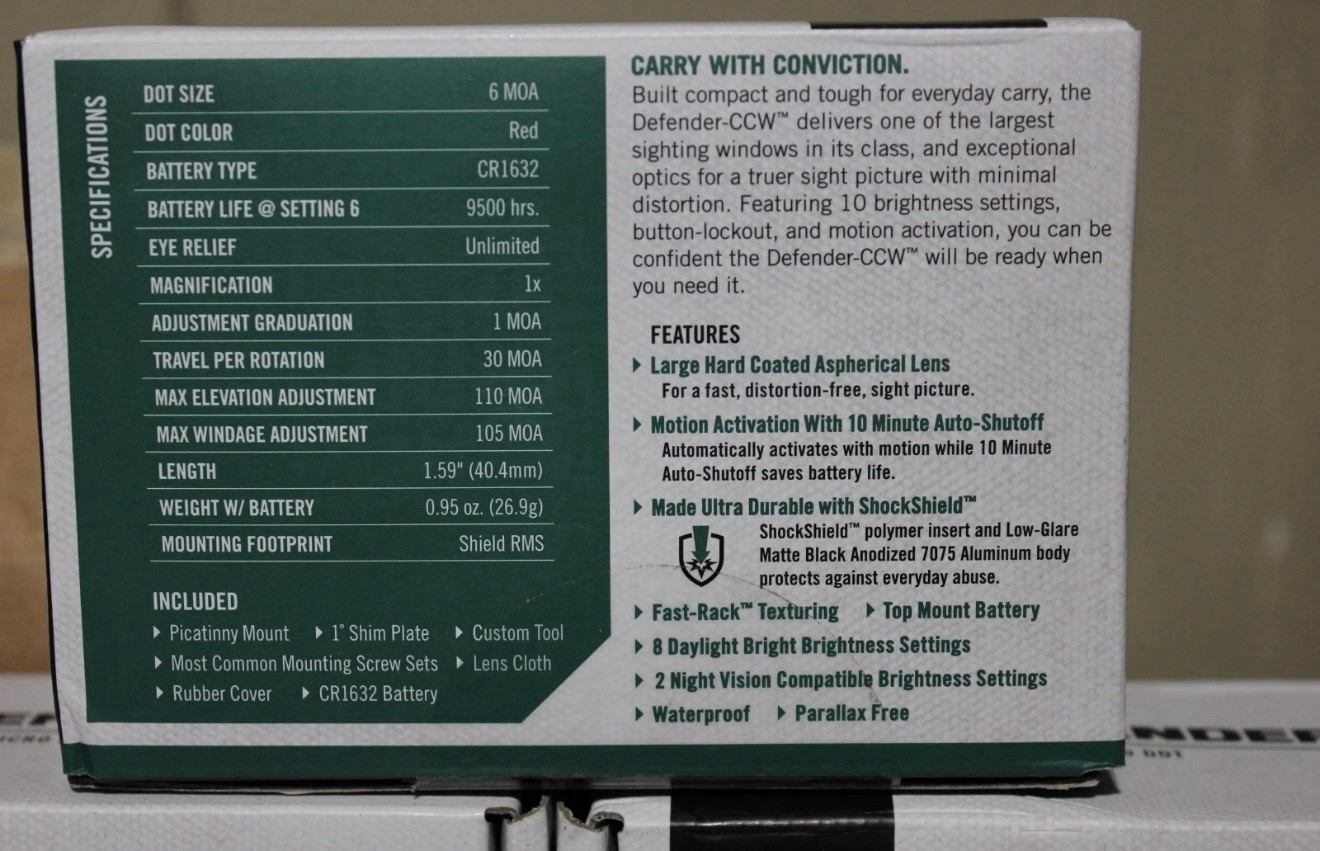 SPECIFICATIONS
DOT SIZE 6 MOA
DOT COLOR Red
BATTERY TYPE CR1632
BATTERY LIFE @ SETTING 6 9500 hrs.
EYE RELIEF Unlimited
MAGNIFICATION 1x
ADJUSTMENT GRADUATION 1 MOA
TRAVEL PER ROTATION 30 MOA
MAX ELEVATION ADJUSTMENT 110 MOA
MAX WINDAGE ADJUSTMENT 105 MOA
LENGTH 1.59" (40.4mm)
WEIGHT W/ BATTERY 0.95 oz. (26.9g)
MOUNTING FOOTPRINT Shield RMS
INCLUDED
Picatinny Mount 1° Shim Plate Custom Tool
Most Common Mounting Screw Sets Lens Cloth
Rubber Cover CR1632 Battery
CARRY WITH CONVICTION.
Built compact and tough for everyday carry, the
Defender-CCW™ delivers one of the largest
sighting windows in its class, and exceptional
optics for a truer sight picture with minimal
distortion. Featuring 10 brightness settings,
button-lockout, and motion activation, you can be
confident the Defender-CCW™ will be ready when
you need it.
FEATURES
Large Hard Coated Aspherical Lens
For a fast, distortion-free, sight picture.
Motion Activation With 10 Minute Auto-Shutoff
Automatically activates with motion while 10 Minute
Auto-Shutoff saves battery life.
Made Ultra Durable with ShockShield™
ShockShield™ polymer insert and Low-Glare
Matte Black Anodized 7075 Aluminum body
protects against everyday abuse.
Fast-Rack™ Texturing Top Mount Battery
8 Daylight Bright Brightness Settings
2 Night Vision Compatible Brightness Settings
Waterproof Parallax Free